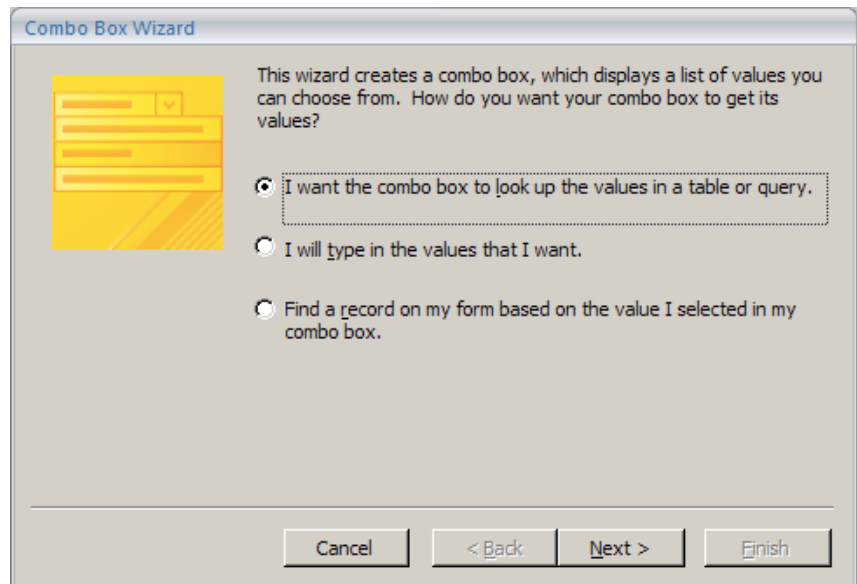 Combo Box Wizard
This wizard creates a combo box, which displays a list of values you
can choose from.  How do you want your combo box to get its
values?
I want the combo box to look up the values in a table or query.
I will type in the values that I want.
Find a record on my form based on the value I selected in my
combo box.
Cancel
< Back
Next >
Finish